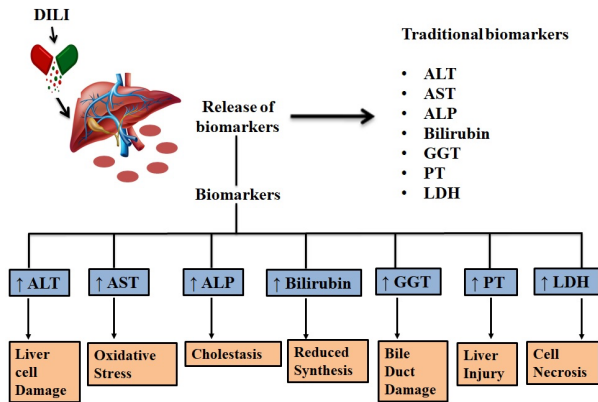 DILI
Traditional biomarkers
• ALT
• AST
• ALP
• Bilirubin
• GGT
• PT
• LDH
Release of
biomarkers
Biomarkers
↑ ALT
↑ AST
↑ ALP
↑ Bilirubin
↑ GGT
↑ PT
↑ LDH
Liver
cell
Damage
Oxidative
Stress
Cholestasis
Reduced
Synthesis
Bile
Duct
Damage
Liver
Injury
Cell
Necrosis